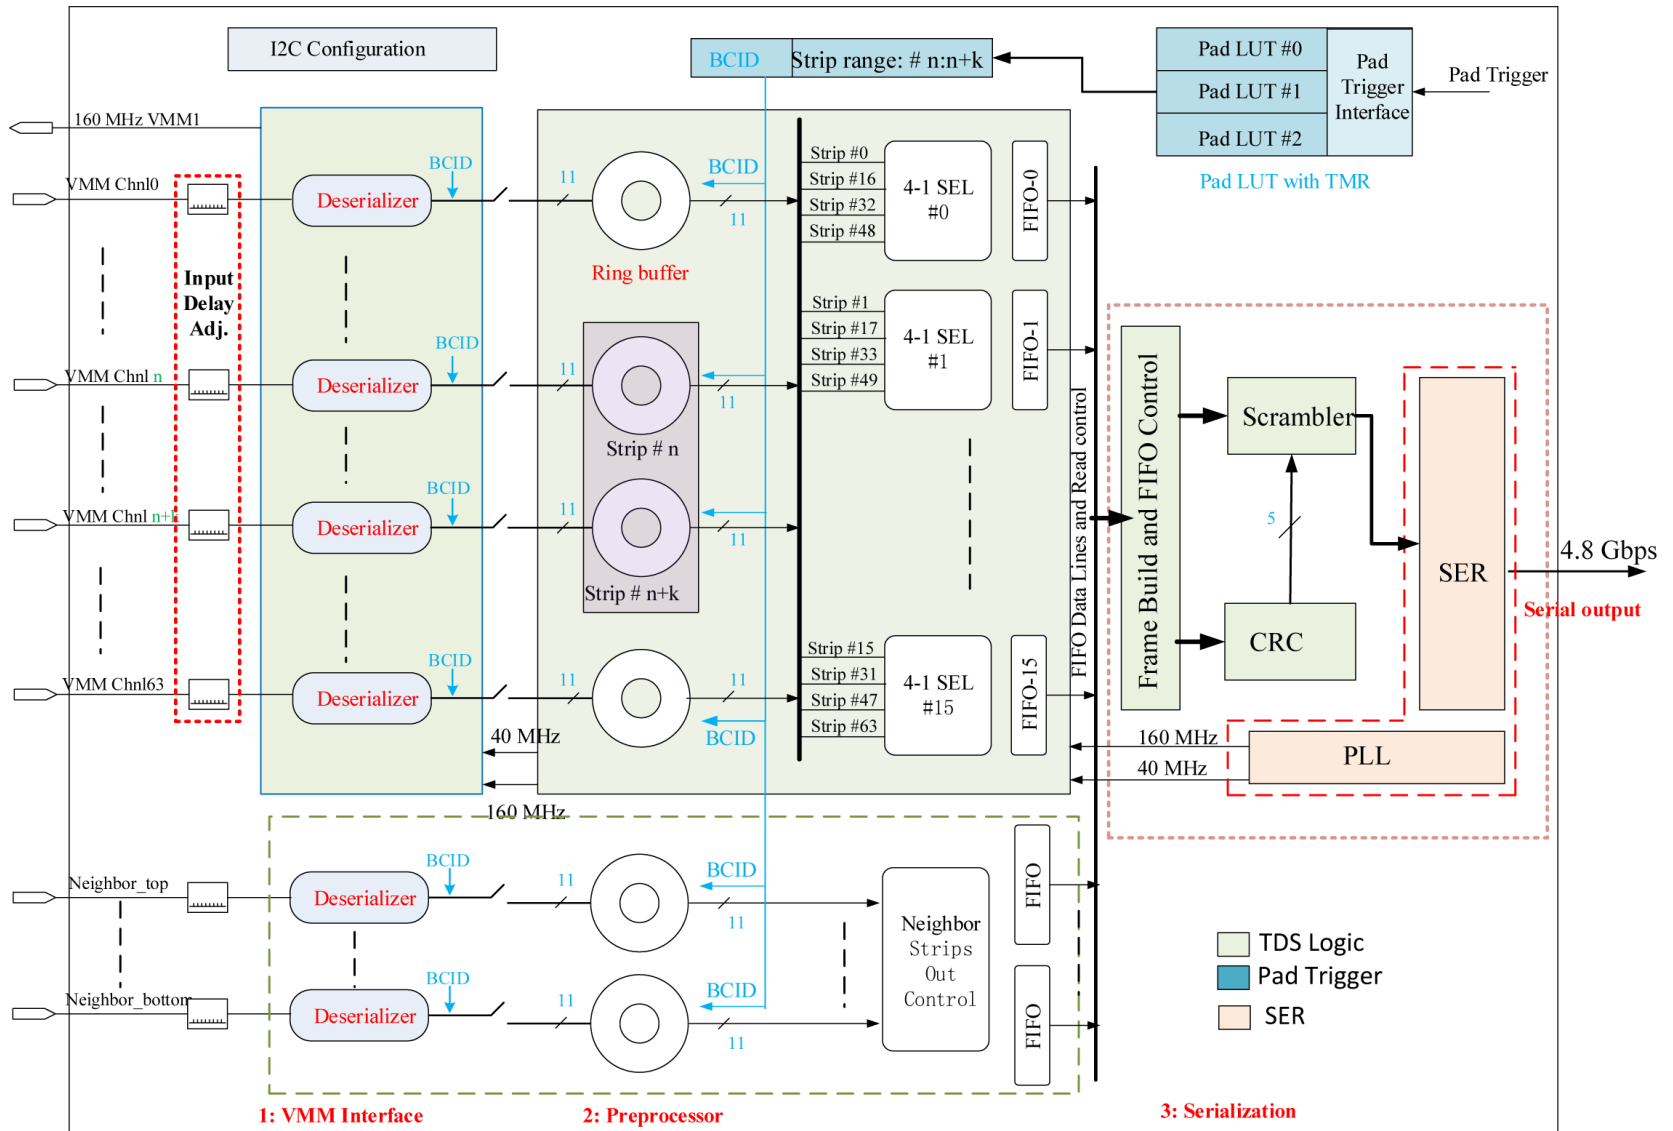 I2C Configuration
BCID
Strip range: # n:n+k
Pad LUT #0
Pad LUT #1
Pad LUT #2
Pad
Trigger
Interface
Pad Trigger
Pad LUT with TMR
160 MHz VMM1
VMM Chnl0
Deserializer
BCID
11
Ring buffer
BCID
11
Strip #0
Strip #16
Strip #32
Strip #48
4-1 SEL
#0
FIFO-0
Input
Delay
Adj.
VMM Chnl n
Deserializer
BCID
11
Strip # n
11
Strip #1
Strip #17
Strip #33
Strip #49
4-1 SEL
#1
FIFO-1
VMM Chnl n+k
Deserializer
BCID
11
Strip # n+k
11
VMM Chnl63
Deserializer
BCID
11
11
BCID
Strip #15
Strip #31
Strip #47
Strip #63
4-1 SEL
#15
FIFO-15
40 MHz
160 MHz
FIFO Data Lines and Read control
Frame Build and FIFO Control
Scrambler
5
CRC
SER
4.8 Gbps
Serial output
160 MHz
40 MHz
PLL
Neighbor_top
Deserializer
BCID
11
BCID
11
FIFO
Neighbor
Strips
Out
Control
Neighbor_bottom
Deserializer
BCID
11
BCID
11
FIFO
TDS Logic
Pad Trigger
SER
1: VMM Interface
2: Preprocessor
3: Serialization